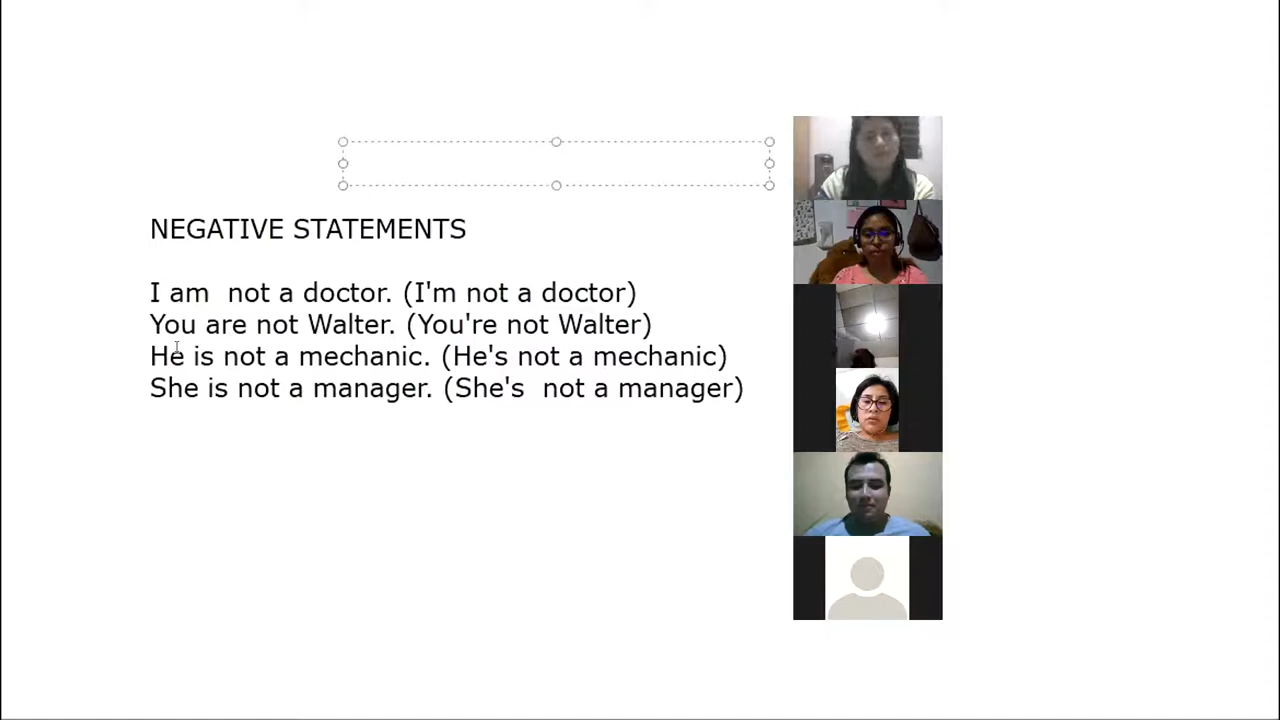 NEGATIVE STATEMENTS
I am  not a doctor. (I'm not a doctor)
You are not Walter. (You're not Walter)
He is not a mechanic. (He's not a mechanic)
She is not a manager. (She's  not a manager)